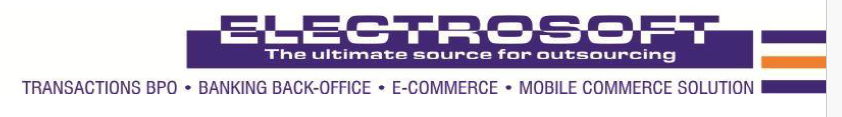 ELECTROSOFT
The ultimate source for outsourcing
TRANSACTIONS BPO • BANKING BACK-OFFICE • E-COMMERCE • MOBILE COMMERCE SOLUTION